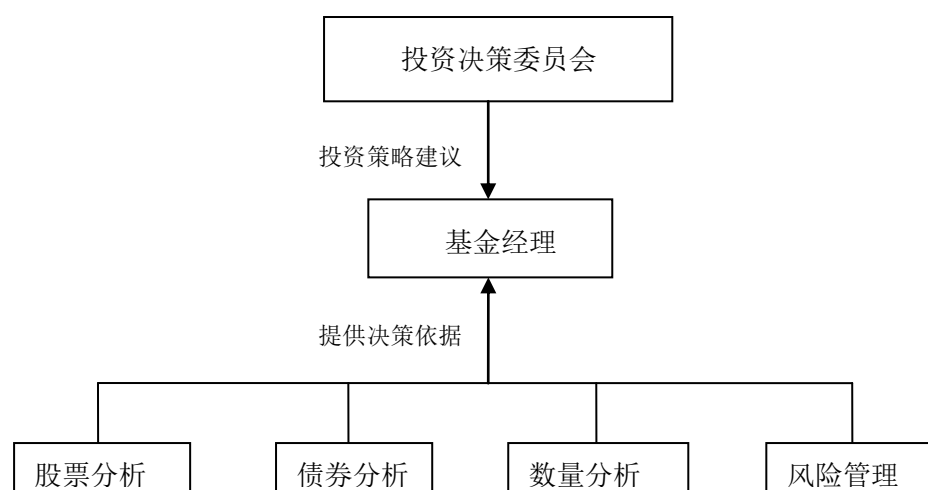 投资决策委员会
投资策略建议
基金经理
提供决策依据
股票分析
债券分析
数量分析
风险管理